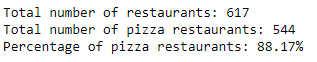 Total number of restaurants: 617
Total number of pizza restaurants: 544
Percentage of pizza restaurants: 88.17%